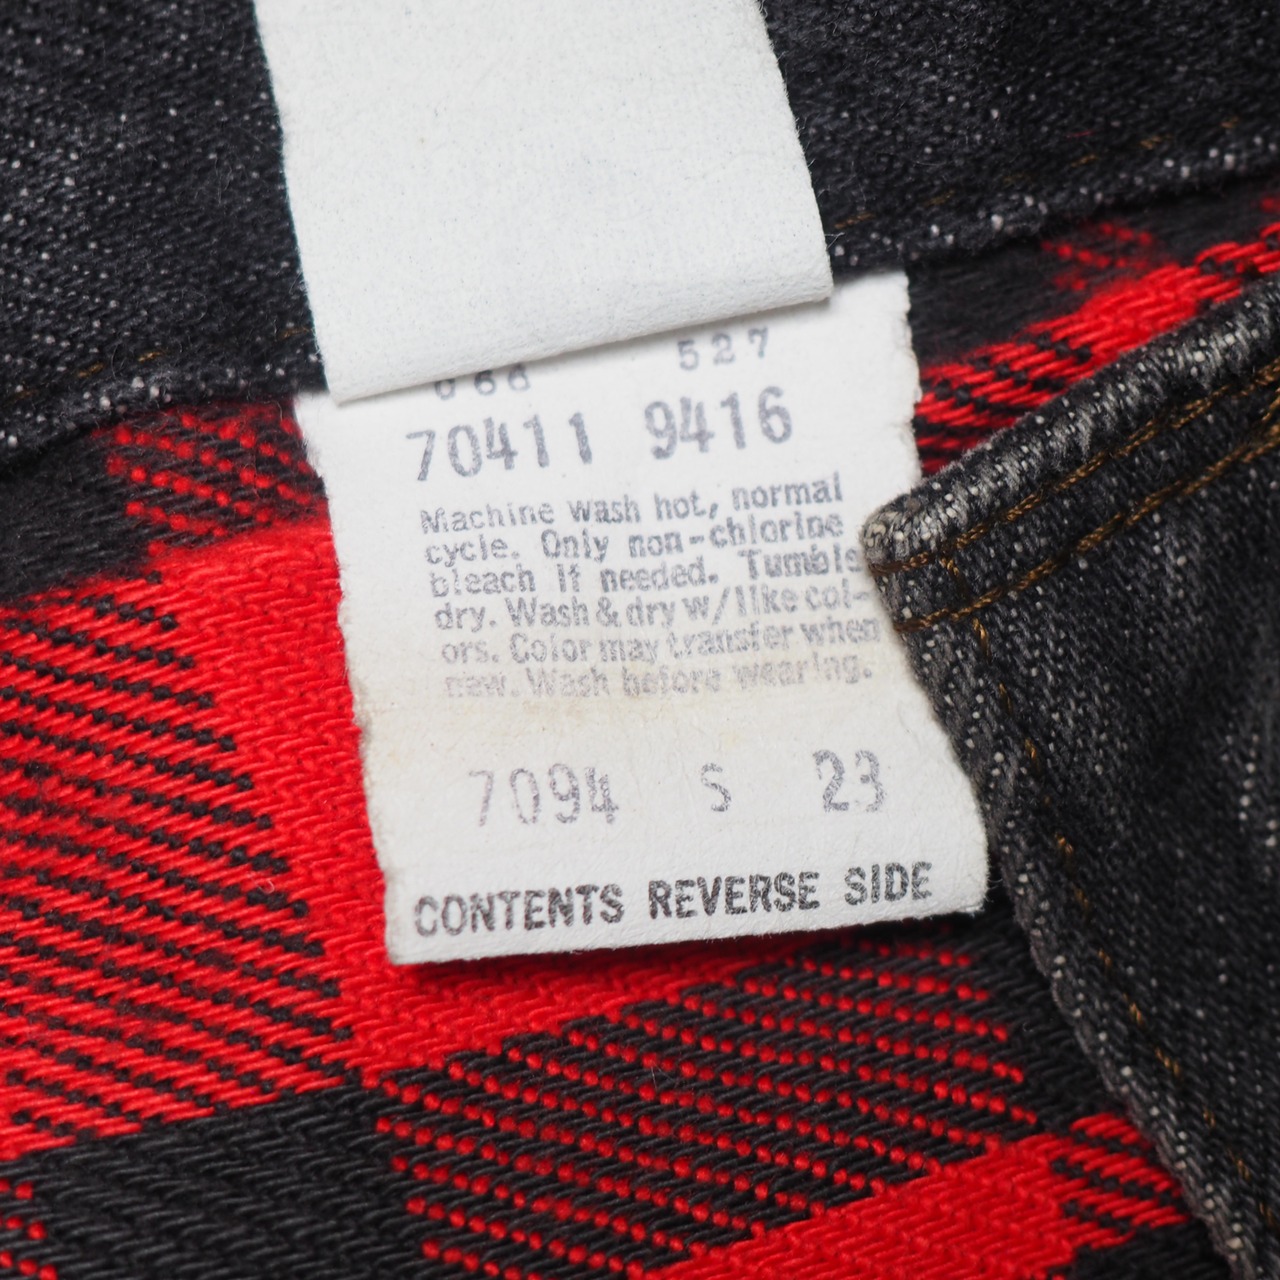 066 527
70411 9416
Machine wash hot, normal
cycle. Only non-chlorine
bleach if needed. Tumble
dry. Wash & dry w/like col-
ors. Color may transfer when
new. Wash before wearing.
7094 S 23
CONTENTS REVERSE SIDE